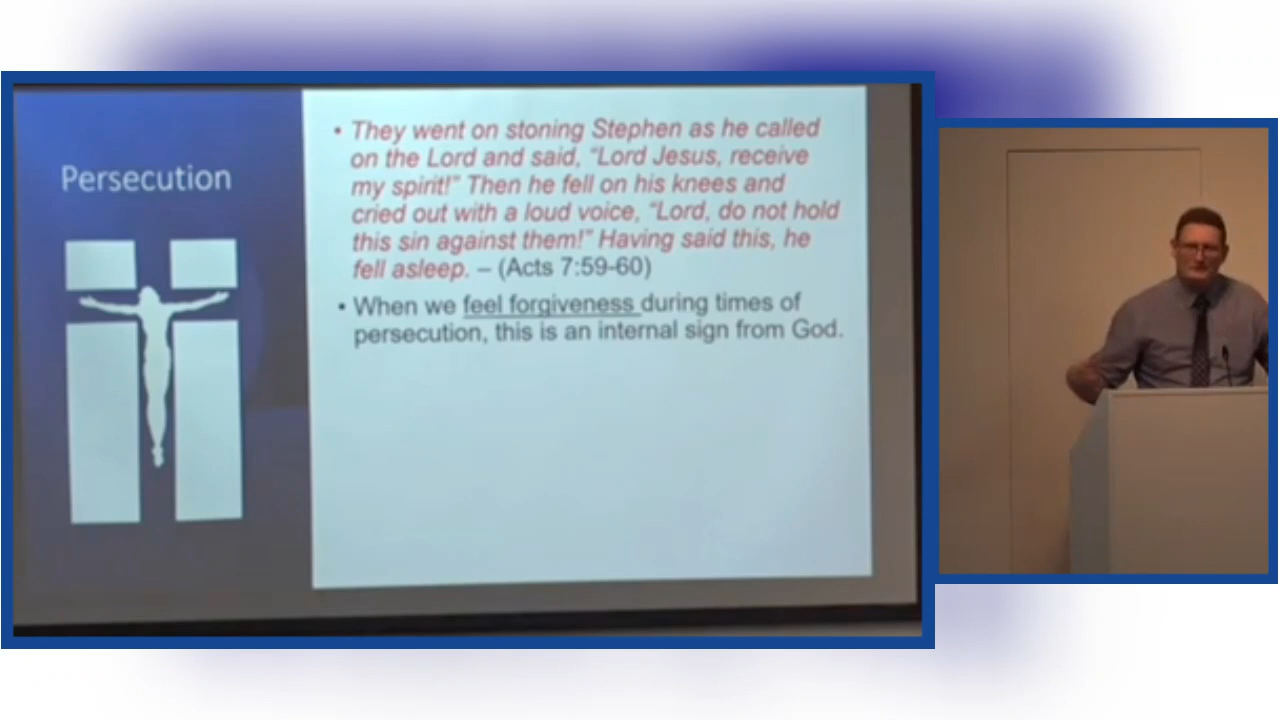 Persecution
• They went on stoning Stephen as he called
on the Lord and said, “Lord Jesus, receive
my spirit!” Then he fell on his knees and
cried out with a loud voice, “Lord, do not hold
this sin against them!” Having said this, he
fell asleep. – (Acts 7:59-60)
• When we feel forgiveness during times of
persecution, this is an internal sign from God.